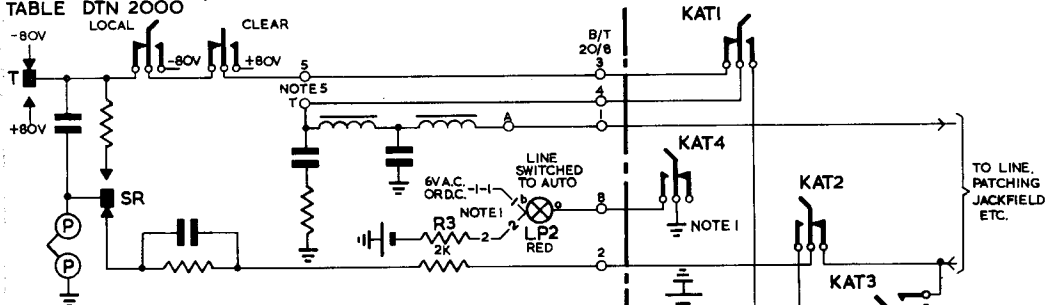 TABLE DTN 2000
KAT1
LOCAL
CLEAR
-80V
B/T
20/8
-80V
+80V
T
5
3
NOTE 5
T
4
1
A
+80V
KAT4
LINE
SWITCHED
TO AUTO
KAT2
TO LINE,
PATCHING
JACKFIELD
ETC.
6V A.C.
OR D.C.
-1-1
b
a
8
SR
NOTE 1
2
NOTE 1
P
R3
2
LP2
RED
2K
2
P
KAT3